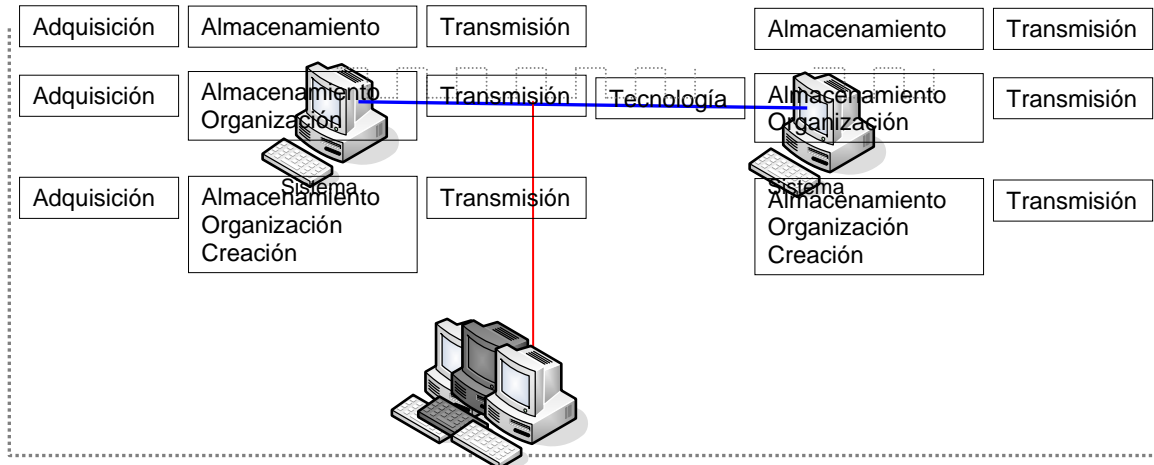 Adquisición
Almacenamiento
Transmisión
Almacenamiento
Transmisión
Adquisición
Almacenamiento
Organización
Transmisión
Tecnología
Almacenamiento
Organización
Transmisión
Sistema
Sistema
Adquisición
Almacenamiento
Organización
Creación
Transmisión
Almacenamiento
Organización
Creación
Transmisión